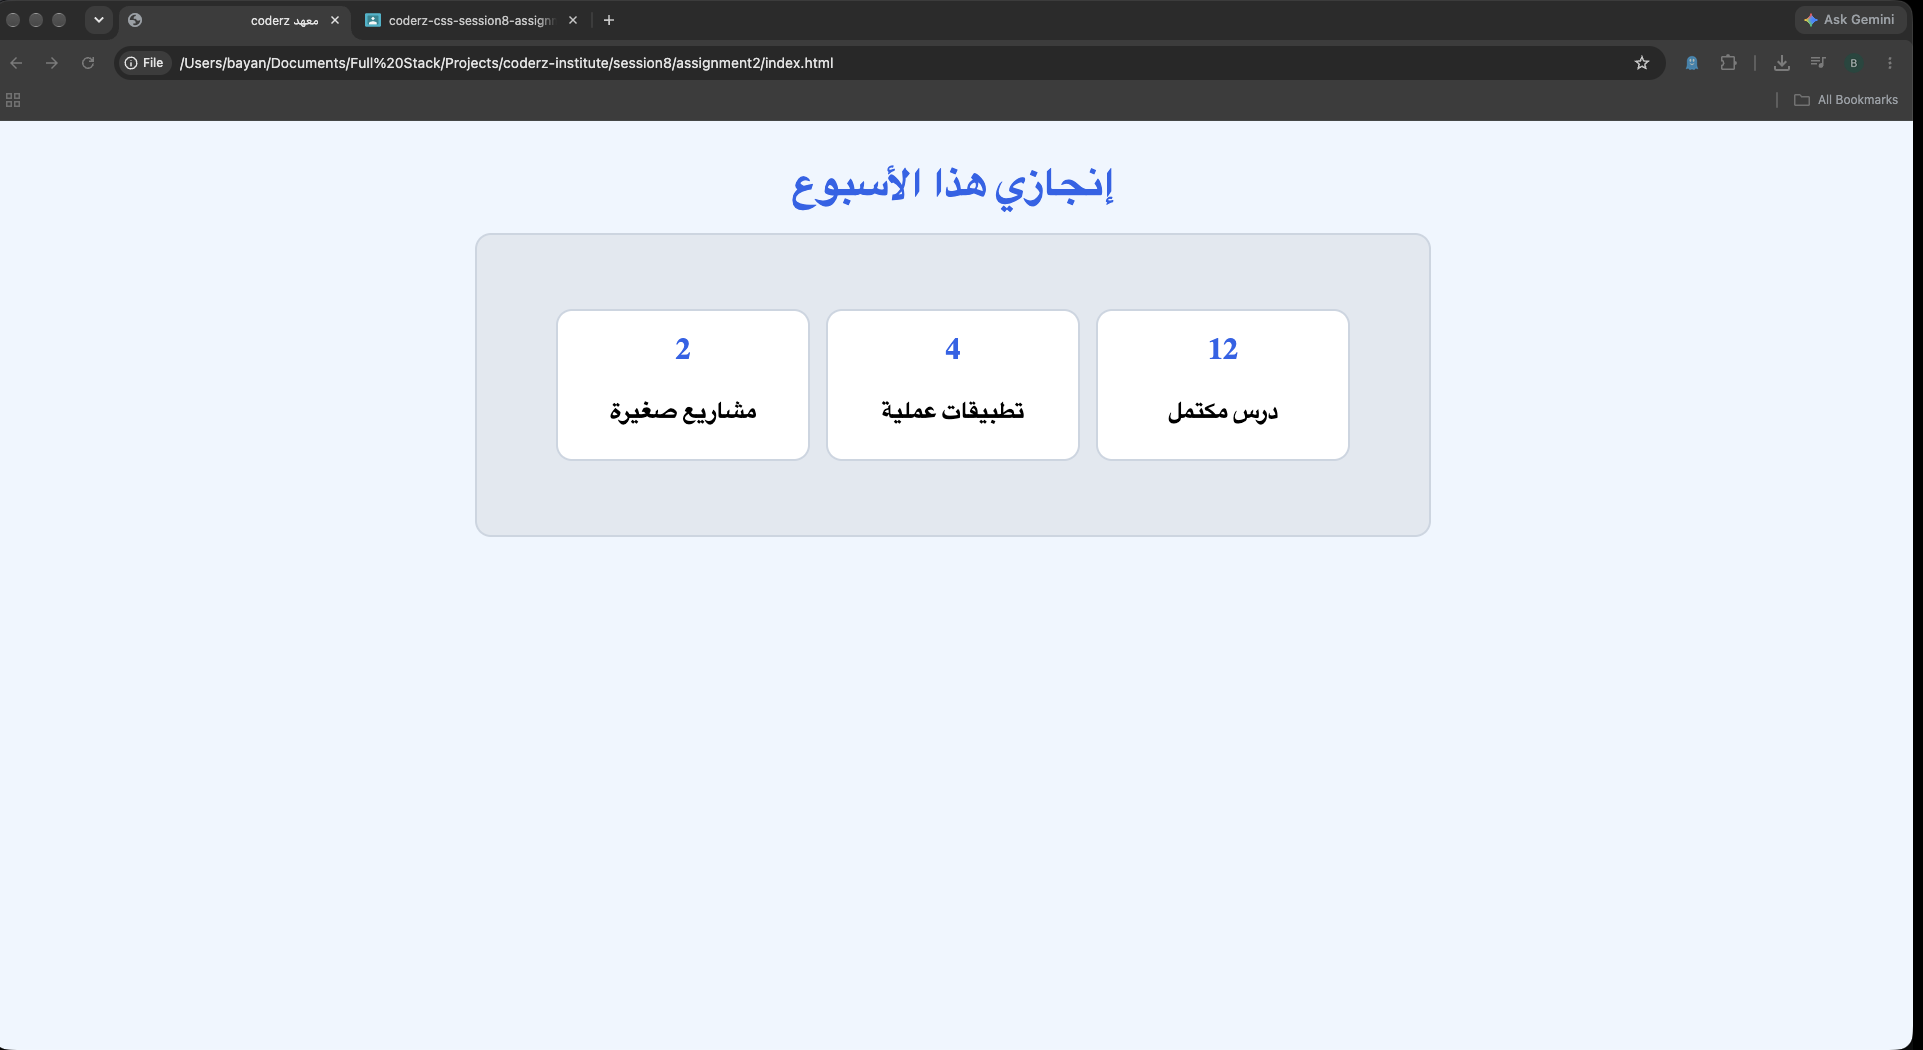 coderz معهد
coderz-css-session8-assign
Ask Gemini
File
/Users/bayan/Documents/Full%20Stack/Projects/coderz-institute/session8/assignment2/index.html
B
All Bookmarks
إنجازي هذا الأسبوع
12
درس مكتمل
4
تطبيقات عملية
2
مشاريع صغيرة